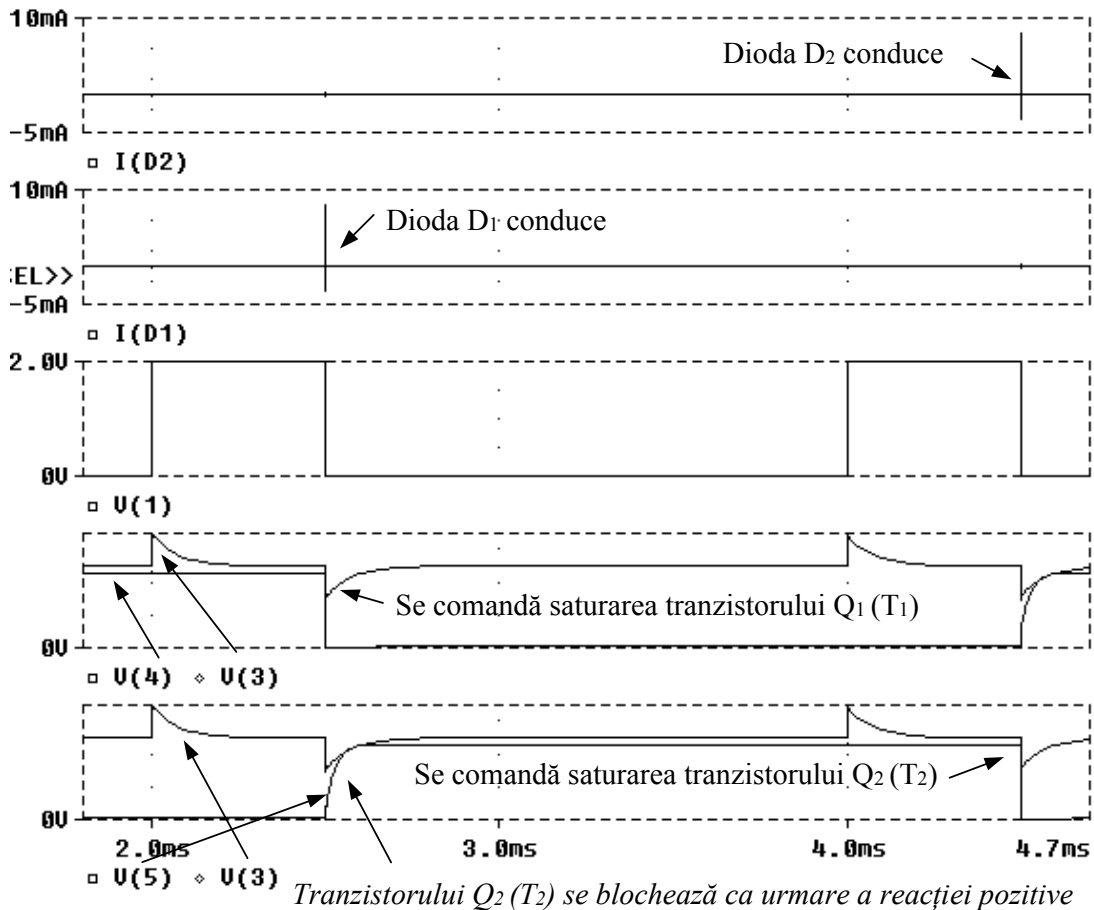 10mA
Dioda D2 conduce
-5mA
I(D2)
10mA
Dioda D1 conduce
EL>>
-5mA
I(D1)
2.0V
0V
V(1)
Se comandă saturarea tranzistorului Q1 (T1)
0V
V(4) V(3)
Se comandă saturarea tranzistorului Q2 (T2)
0V
2.0ms 3.0ms 4.0ms 4.7ms
V(5) V(3)
Tranzistorului Q2 (T2) se blochează ca urmare a reacției pozitive